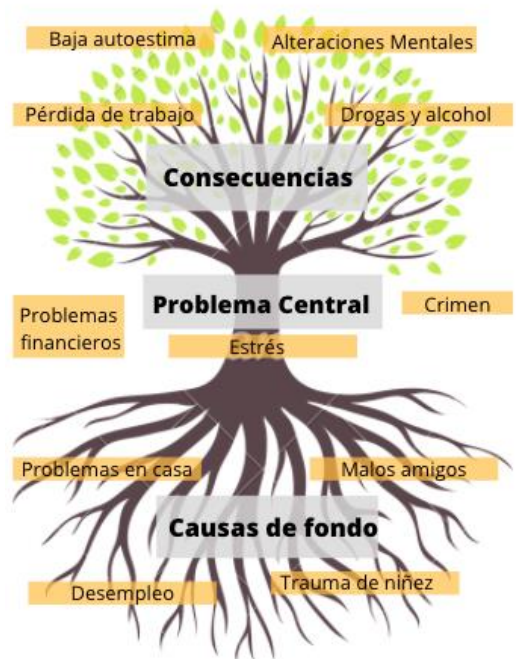 Baja autoestima
Alteraciones Mentales
Pérdida de trabajo
Drogas y alcohol
Consecuencias
Problema Central
Crimen
Problemas
financieros
Estrés
Problemas en casa
Malos amigos
Causas de fondo
Desempleo
Trauma de niñez